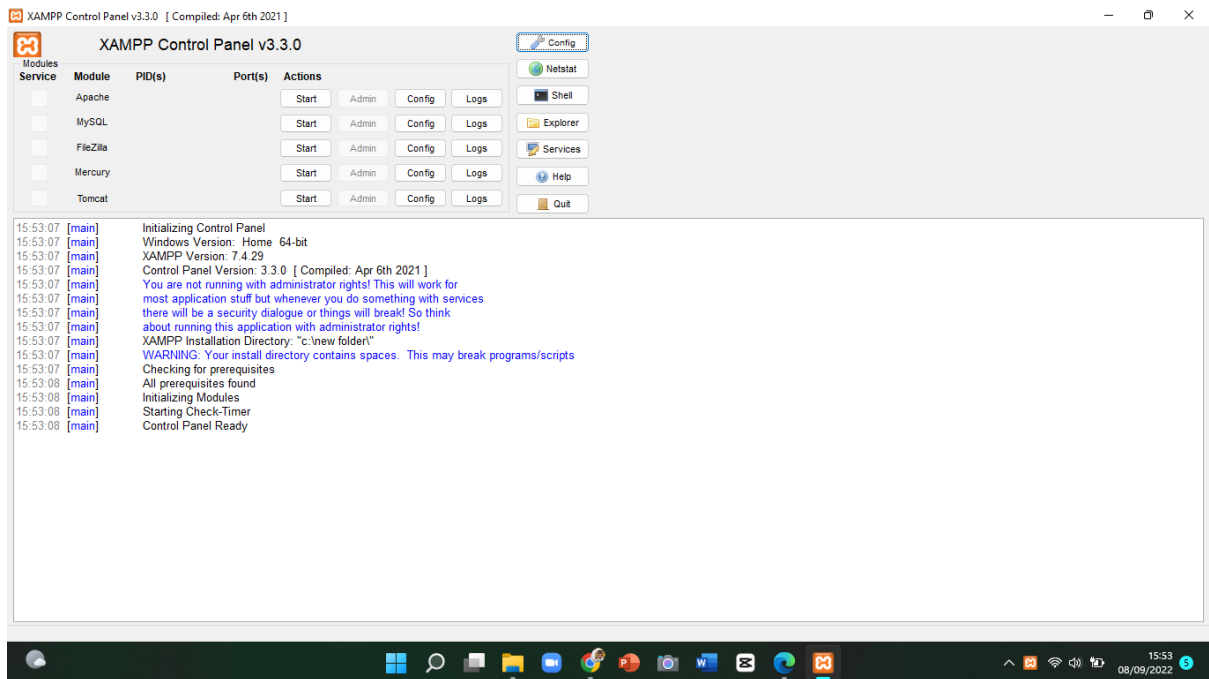 XAMPP Control Panel v3.3.0 [ Compiled: Apr 6th 2021 ]
XAMPP Control Panel v3.3.0
Config
Modules
Service Module PID(s) Port(s) Actions
Netstat
Apache Start Admin Config Logs
Shell
MySQL Start Admin Config Logs
Explorer
FileZilla Start Admin Config Logs
Services
Mercury Start Admin Config Logs
Help
Tomcat Start Admin Config Logs
Quit
15:53:07 [main] Initializing Control Panel
15:53:07 [main] Windows Version: Home 64-bit
15:53:07 [main] XAMPP Version: 7.4.29
15:53:07 [main] Control Panel Version: 3.3.0 [ Compiled: Apr 6th 2021 ]
15:53:07 [main] You are not running with administrator rights! This will work for
15:53:07 [main] most application stuff but whenever you do something with services
15:53:07 [main] there will be a security dialogue or things will break! So think
15:53:07 [main] about running this application with administrator rights!
15:53:07 [main] XAMPP Installation Directory: "c:\new folder\"
15:53:07 [main] WARNING: Your install directory contains spaces. This may break programs/scripts
15:53:07 [main] Checking for prerequisites
15:53:08 [main] All prerequisites found
15:53:08 [main] Initializing Modules
15:53:08 [main] Starting Check-Timer
15:53:08 [main] Control Panel Ready
15:53
08/09/2022
5